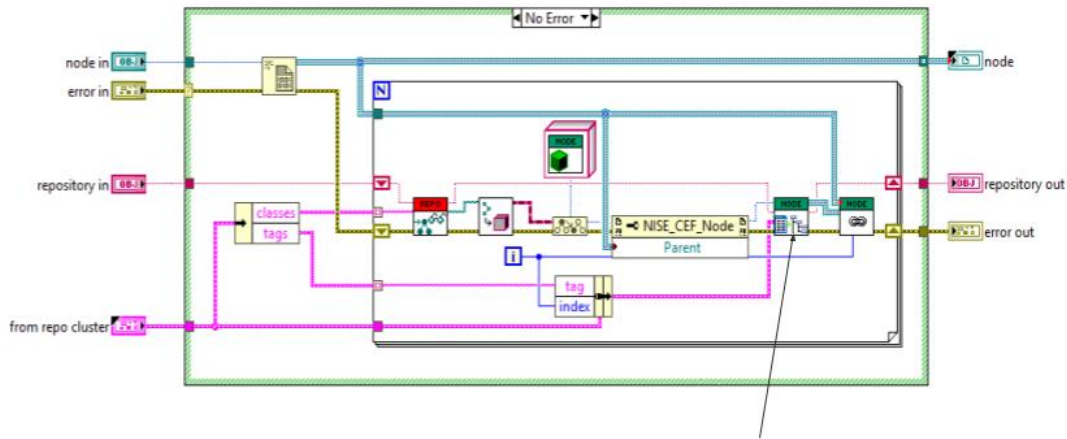 No Error
node in
OBJ
node
error in
N
NODE
repository in
OBJ
REPO
NODE
NODE
OBJ
repository out
classes
tags
NISE_CEF_Node
Parent
error out
i
tag
index
from repo cluster